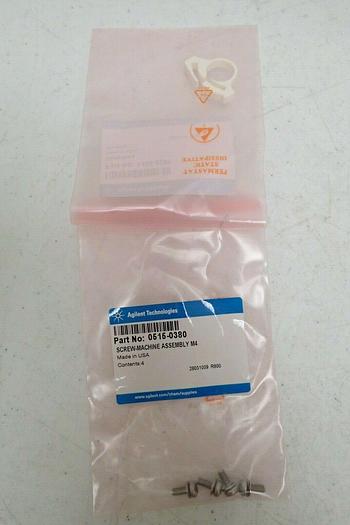 PERMASTAT
STATIC
DISSIPATIVE
Agilent Technologies
Part No: 0515-0380
SCREW-MACHINE ASSEMBLY M4
Made in USA
Contents:4
28051009 R800
www.agilent.com/chem/supplies